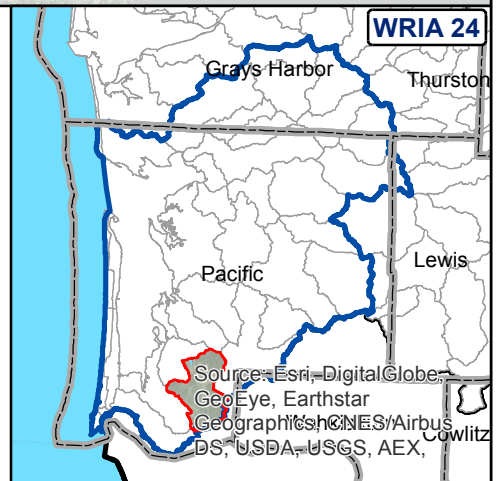 WRIA 24
Grays Harbor
Thurston
Pacific
Lewis
Source: Esri, DigitalGlobe,
GeoEye, Earthstar
Geographics, CNES/Airbus
DS, USDA, USGS, AEX,
Wahkiakum
Cowlitz